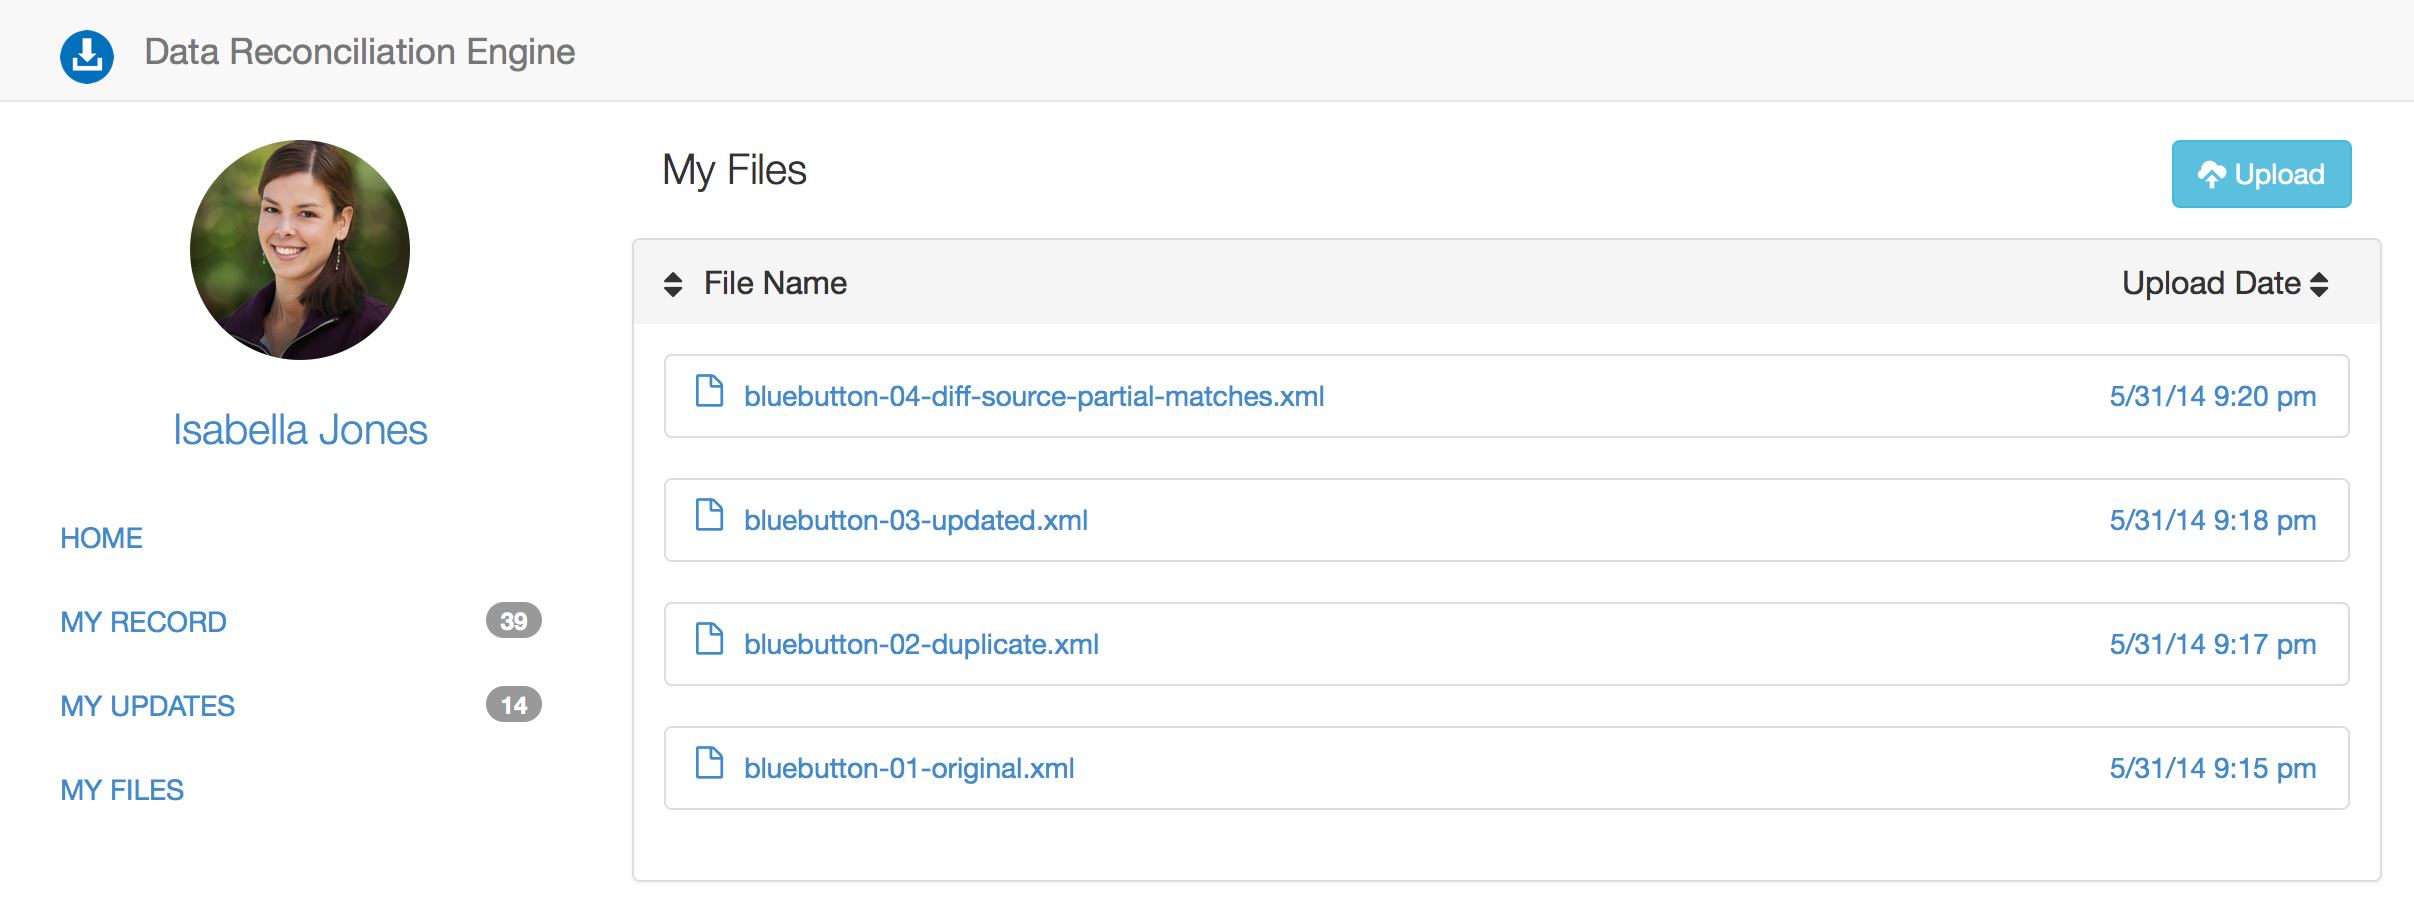 Data Reconciliation Engine
Isabella Jones
HOME
MY RECORD 39
MY UPDATES 14
MY FILES
My Files
Upload
File Name Upload Date
bluebutton-04-diff-source-partial-matches.xml 5/31/14 9:20 pm
bluebutton-03-updated.xml 5/31/14 9:18 pm
bluebutton-02-duplicate.xml 5/31/14 9:17 pm
bluebutton-01-original.xml 5/31/14 9:15 pm